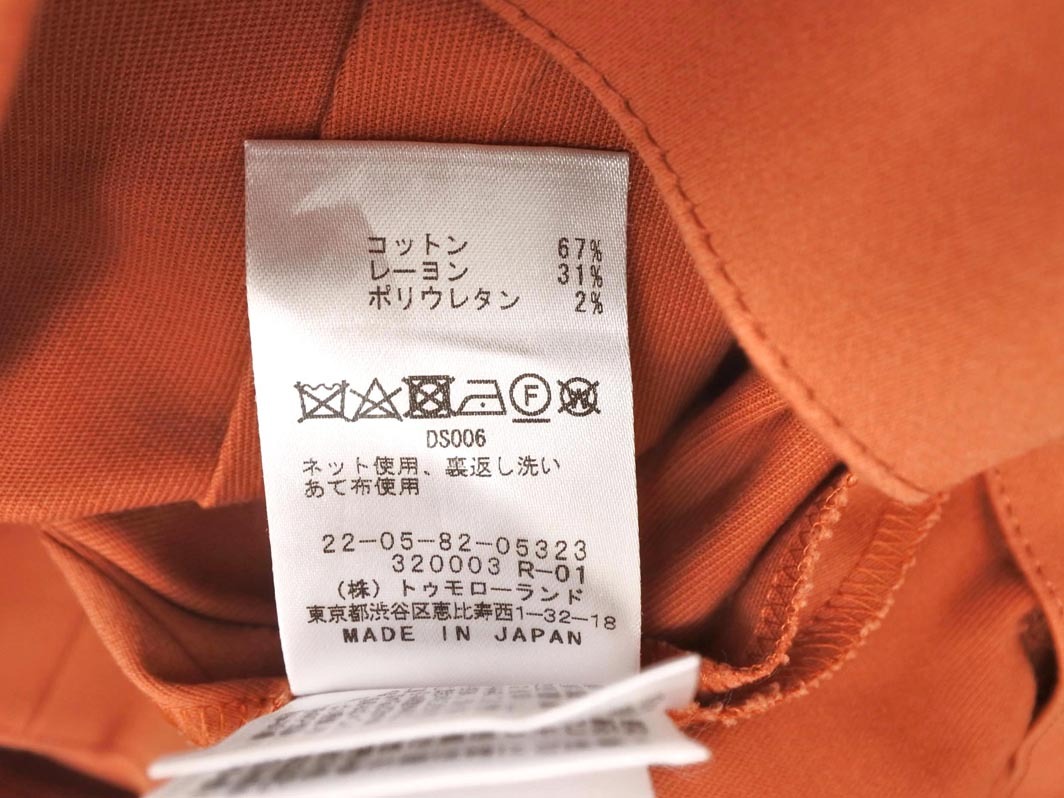 コットン 67%
レーヨン 31%
ポリウレタン 2%
F W
DS006
ネット使用、裏返し洗い
あて布使用
22-05-82-05323
320003 R-01
(株)トゥモローランド
東京都渋谷区恵比寿西1-32-18
MADE IN JAPAN